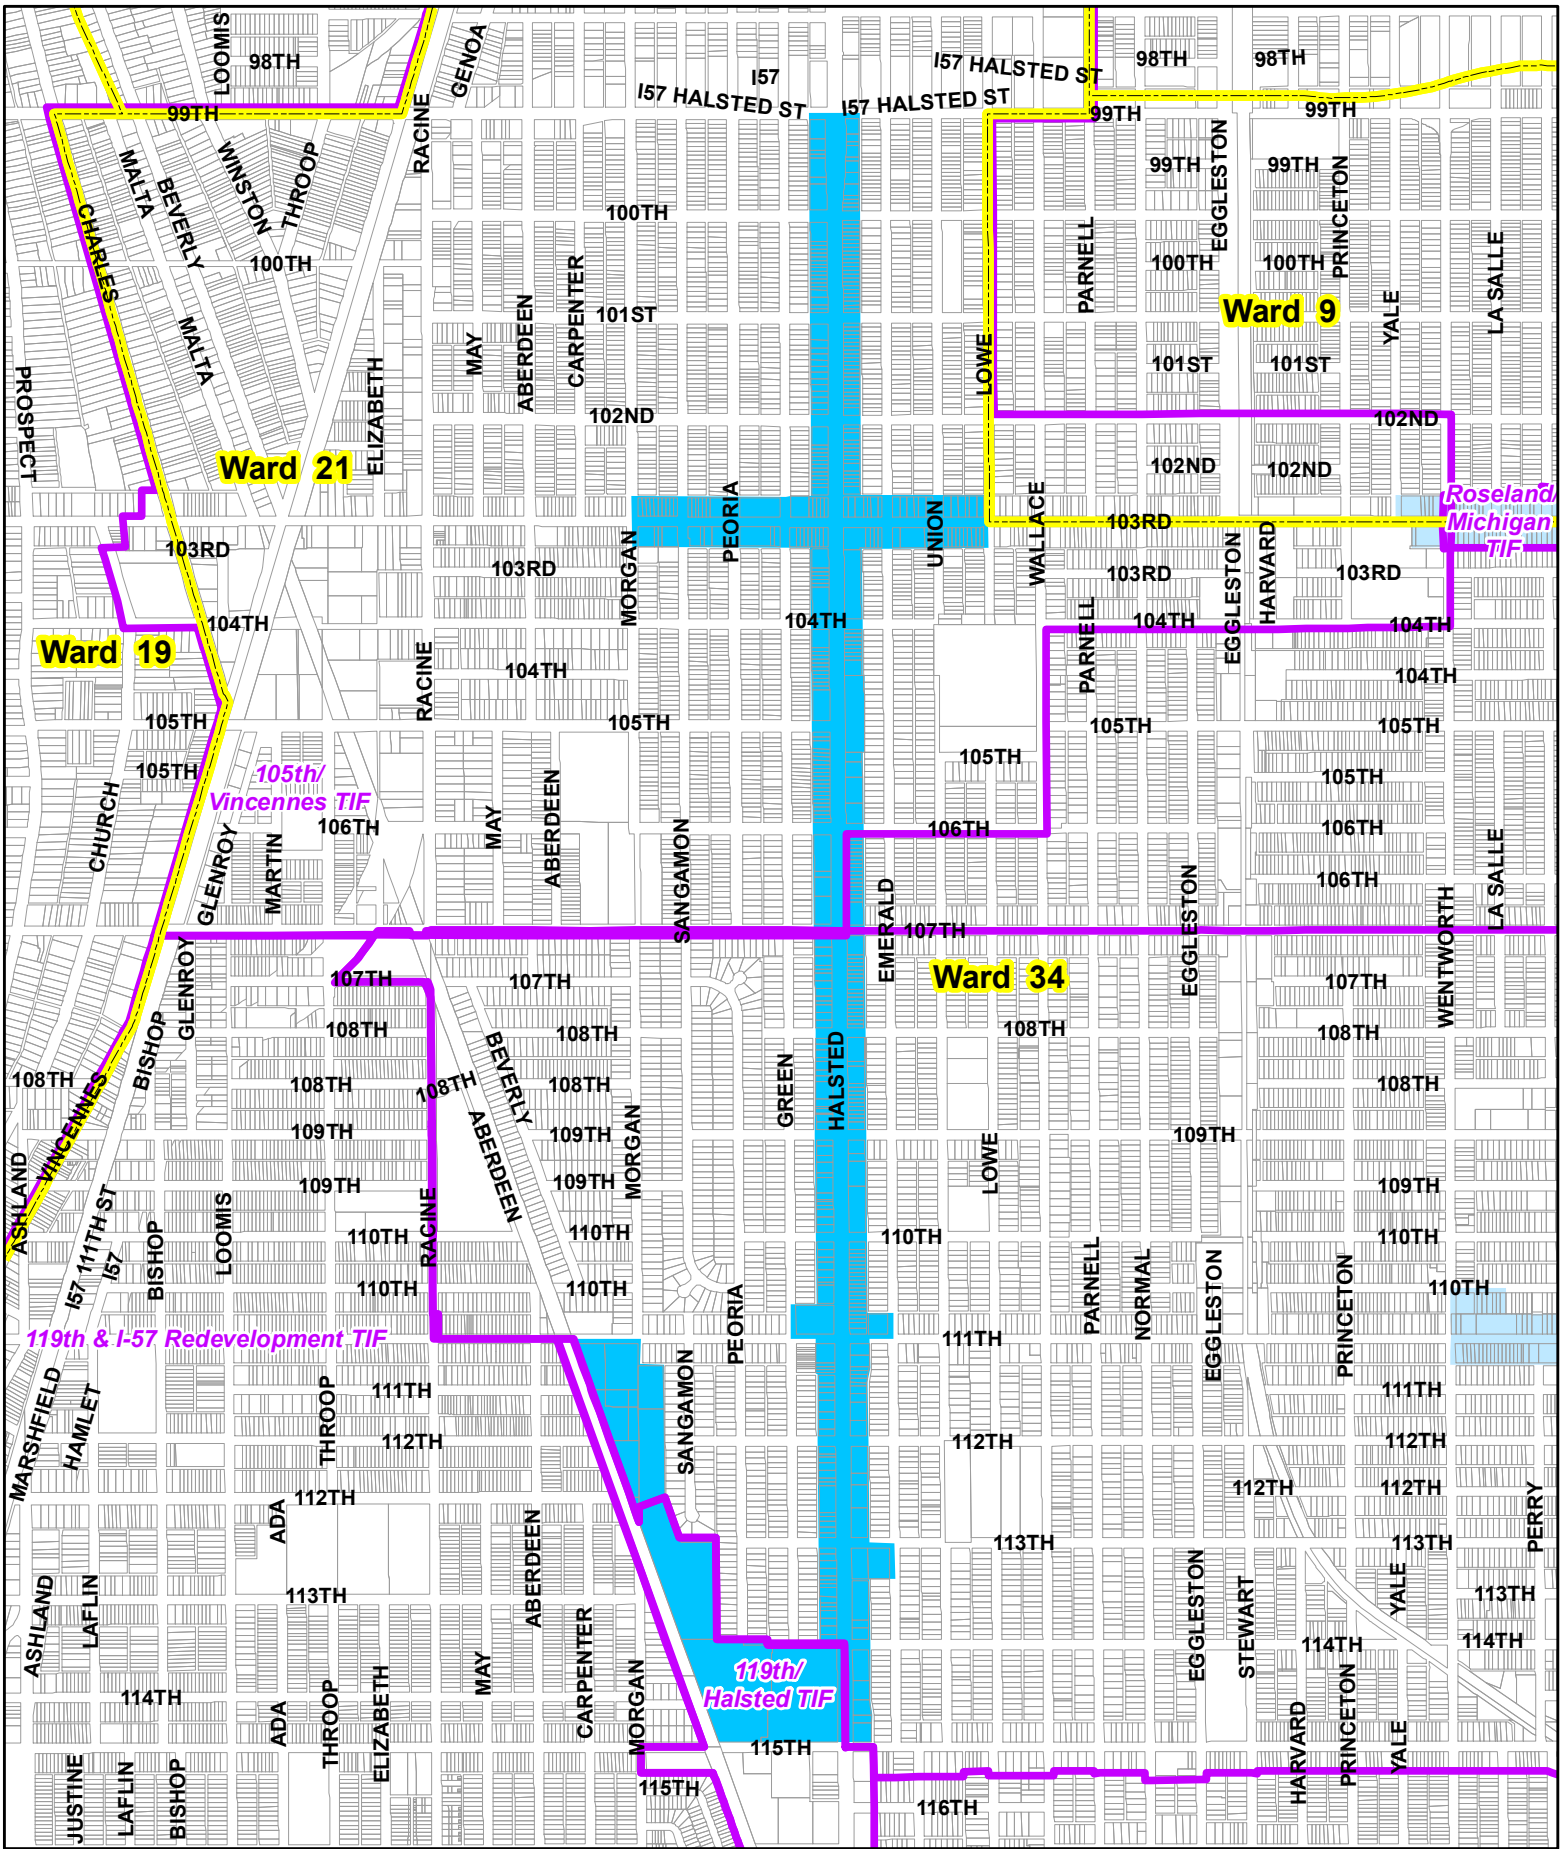 LOOMIS
98TH
GENOA
I57
I57 HALSTED ST
98TH
98TH
I57 HALSTED ST
I57 HALSTED ST
99TH
RACINE
99TH
99TH
MALTA
BEVERLY
WINSTON
THROOP
99TH
EGGLESTON
99TH
PRINCETON
CHARLES
100TH
100TH
PARNELL
100TH
100TH
LA SALLE
CARPENTER
ABERDEEN
101ST
Ward 9
YALE
MALTA
MAY
LOWE
101ST
101ST
PROSPECT
ELIZABETH
102ND
102ND
Ward 21
102ND
102ND
PEORIA
UNION
WALLACE
103RD
HARVARD
Roseland/
Michigan
TIF
103RD
103RD
MORGAN
103RD
EGGLESTON
103RD
104TH
104TH
PARNELL
104TH
104TH
Ward 19
RACINE
104TH
104TH
105TH
105TH
105TH
105TH
105TH
105TH
105th/
Vincennes TIF
105TH
CHURCH
106TH
MAY
ABERDEEN
SANGAMON
106TH
106TH
GLENROY
MARTIN
EMERALD
EGGLESTON
106TH
LA SALLE
WENTWORTH
107TH
GLENROY
107TH
107TH
Ward 34
107TH
BISHOP
108TH
108TH
BEVERLY
GREEN
HALSTED
108TH
108TH
108TH
108TH
108TH
108TH
108TH
VINCENNES
109TH
ABERDEEN
109TH
MORGAN
LOWE
109TH
ASHLAND
109TH
109TH
109TH
I57 111TH ST
I57
BISHOP
LOOMIS
110TH
RACINE
110TH
110TH
PARNELL
NORMAL
EGGLESTON
110TH
110TH
110TH
PEORIA
PRINCETON
110TH
119th & I-57 Redevelopment TIF
111TH
MARSHFIELD
HAMLET
THROOP
111TH
SANGAMON
111TH
112TH
112TH
112TH
112TH
ADA
ABERDEEN
112TH
112TH
PERRY
113TH
113TH
ASHLAND
LAFLIN
113TH
CARPENTER
EGGLESTON
STEWART
YALE
113TH
114TH
114TH
114TH
ADA
THROOP
ELIZABETH
MAY
MORGAN
119th/
Halsted TIF
HARVARD
PRINCETON
YALE
115TH
JUSTINE
LAFLIN
BISHOP
115TH
116TH